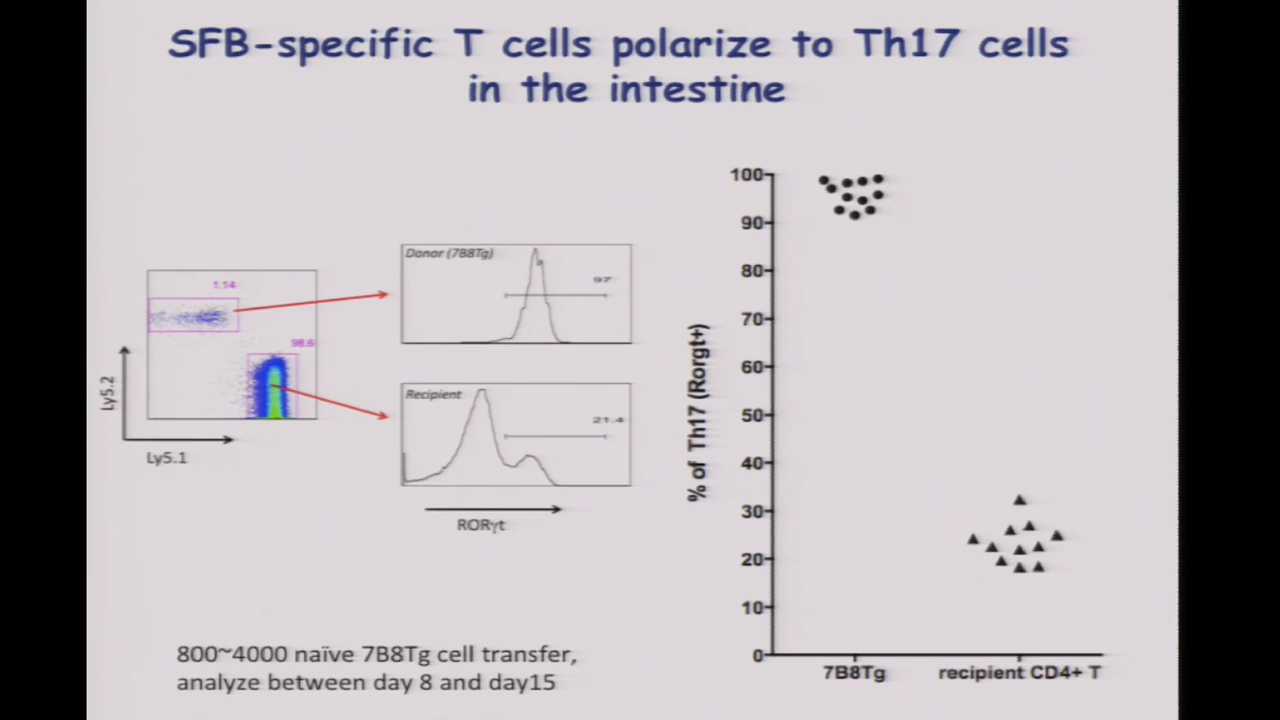 SFB-specific T cells polarize to Th17 cells
in the intestine
1.14
98.6
Ly5.2
Ly5.1
Donor (7B8Tg)
97
Recipient
21.4
RORγt
800~4000 naïve 7B8Tg cell transfer,
analyze between day 8 and day15
% of Th17 (Rorgt+)
100
90
80
70
60
50
40
30
20
10
0
7B8Tg
recipient CD4+ T